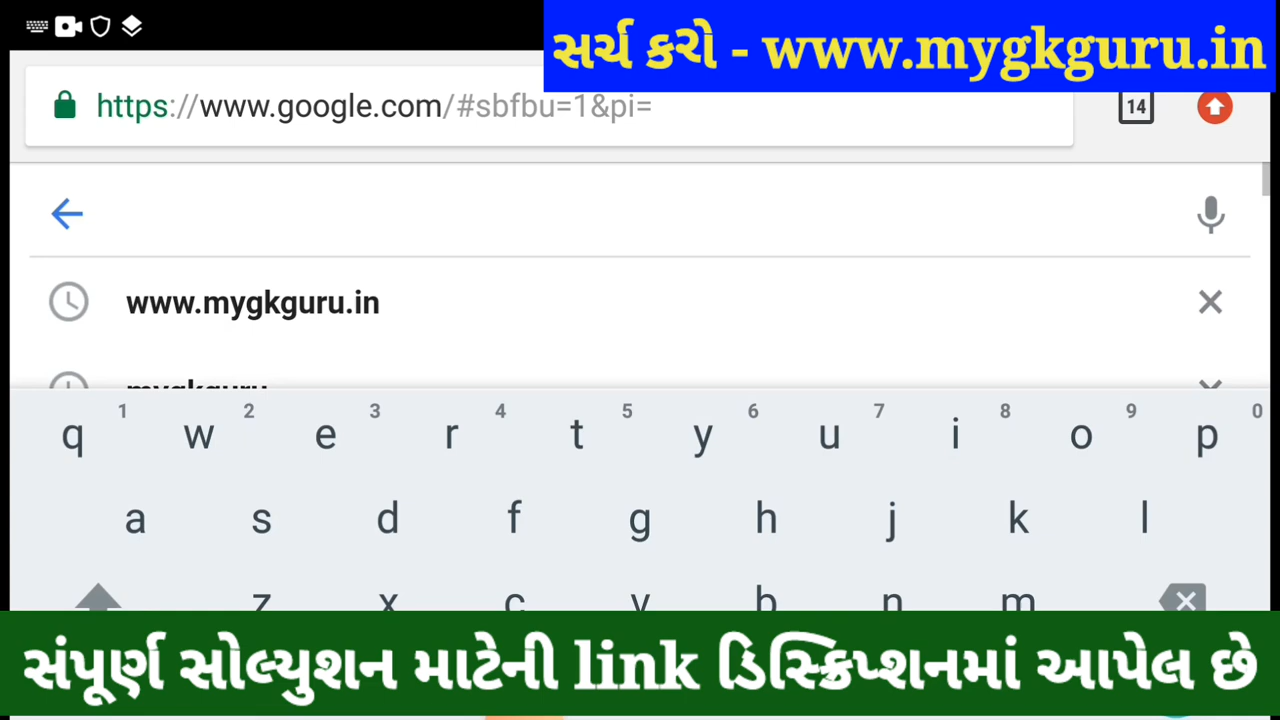 સર્ચ કરો - www.mygkguru.in
https://www.google.com/#sbfbu=1&pi=
14
www.mygkguru.in
mygkguru
1 2 3 4 5 6 7 8 9 0
q w e r t y u i o p
a s d f g h j k l
z x c v b n m
સંપૂર્ણ સોલ્યુશન માટેની link ડિસ્ક્રિપ્શનમાં આપેલ છે